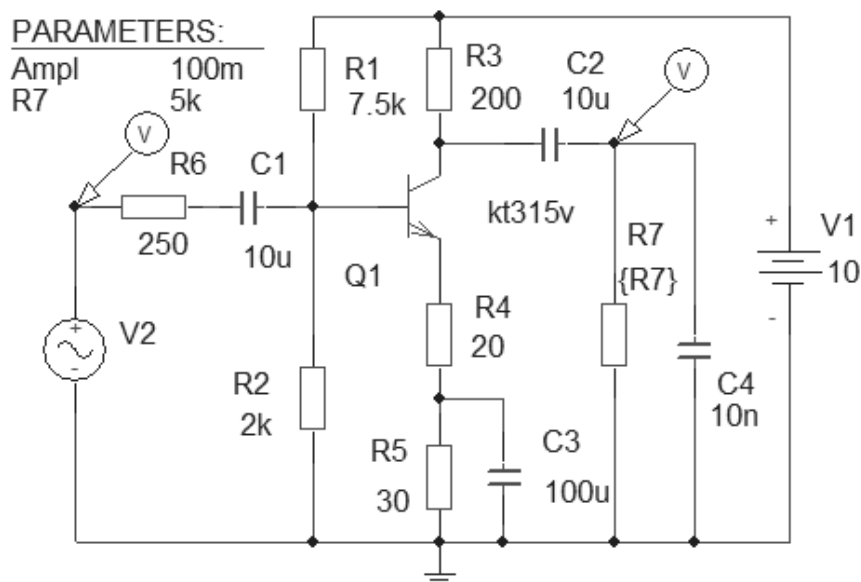 PARAMETERS:
Ampl 100m
R7 5k
V
R6
250
C1
10u
R1
7.5k
R3
200
C2
10u
V
kt315v
Q1
R7
{R7}
+
V1
10
-
+
V2
-
R4
20
R2
2k
C4
10n
R5
30
C3
100u